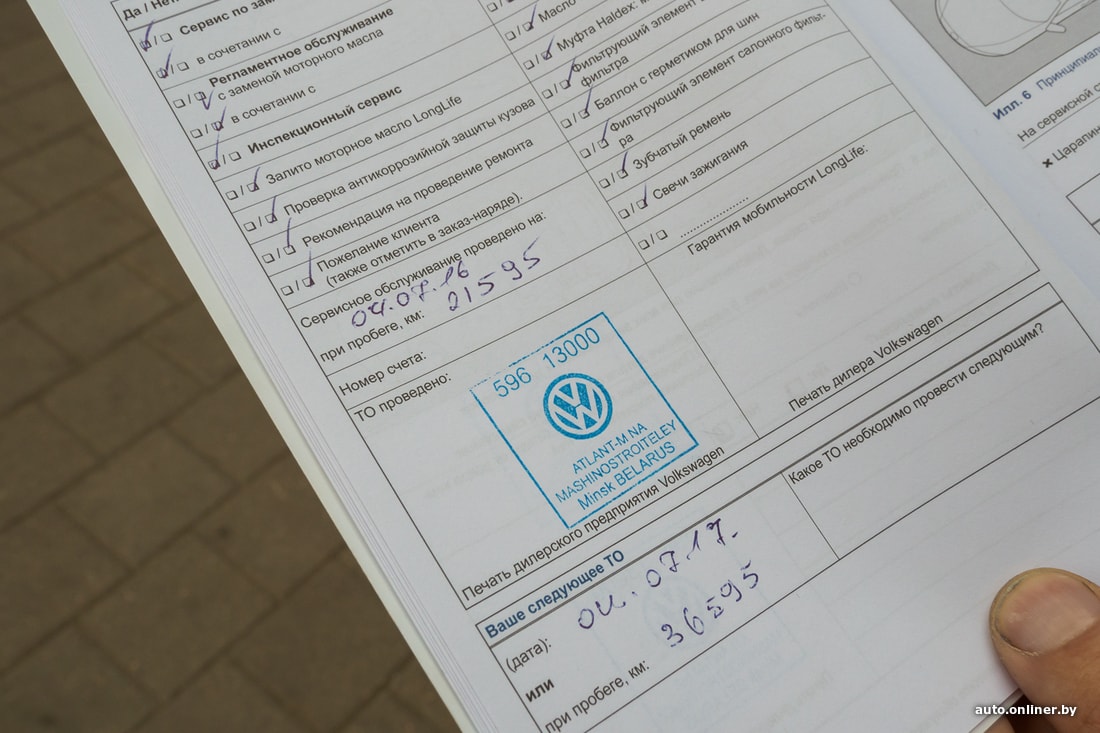 Да / Нет
Сервис по
в сочетании с
Регламентное обслуживание
с заменой моторного масла
в сочетании с
Инспекционный сервис
Залито моторное масло LongLife
Проверка антикоррозийной защиты кузова
Рекомендация на проведение ремонта
Пожелание клиента
(также отметить в заказ-наряде).
Сервисное обслуживание проведено на:
04.07.16
при пробеге, км: 21595
Номер счета:
ТО проведено:
596 13000
ATLANT-M NA
MASHINOSTROITELEY
Minsk BELARUS
Печать дилерского предприятия Volkswagen
Масло
Муфта Haldex:
Фильтрующий элемент
фильтра
Баллон с герметиком для шин
Фильтрующий элемент салонного фильт-
ра
Зубчатый ремень
Свечи зажигания
Гарантия мобильности LongLife:
Печать дилера Volkswagen
Ваше следующее ТО
(дата): 04.07.17.
или
при пробеге, км: 36595
Какое ТО необходимо провести следующим?
Илл. 6
На сервисной
Царапин
auto.onliner.by